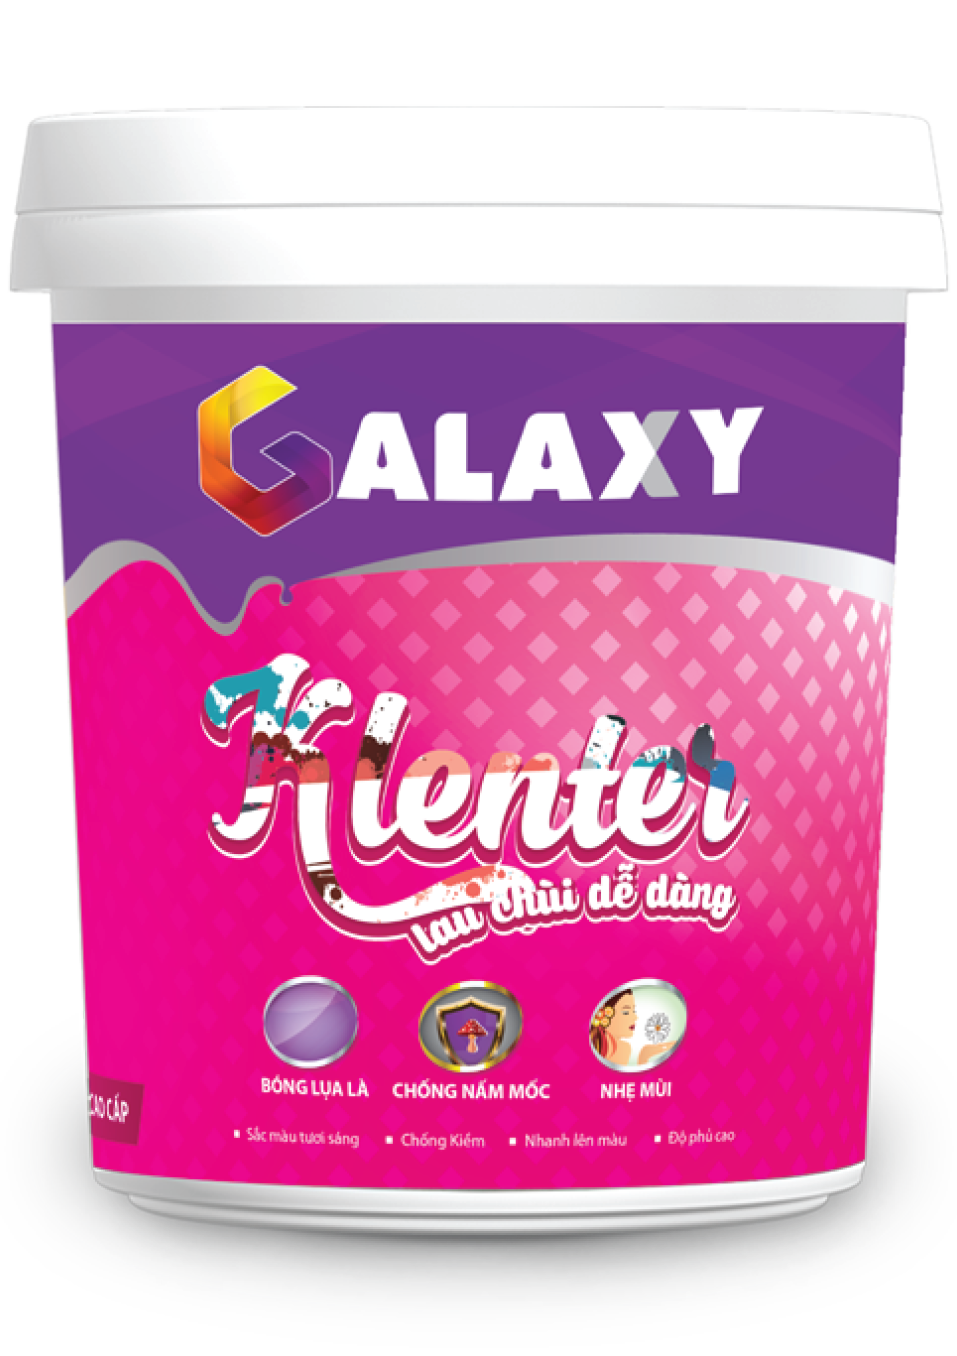 GALAXY
Klenter
lau chùi dễ dàng
BÓNG LỤA LÀ CHỐNG NẤM MỐC NHẸ MÙI
CAO CẤP
▪ Sắc màu tươi sáng ▪ Chống Kiềm ▪ Nhanh lên màu ▪ Độ phủ cao